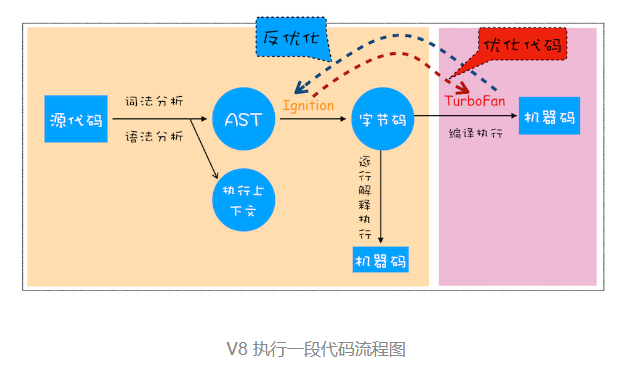 反优化
优化代码
源代码
词法分析
语法分析
AST
Ignition
字节码
TurboFan
编译执行
机器码
执行上
下文
逐行解释执行
机器码
V8 执行一段代码流程图